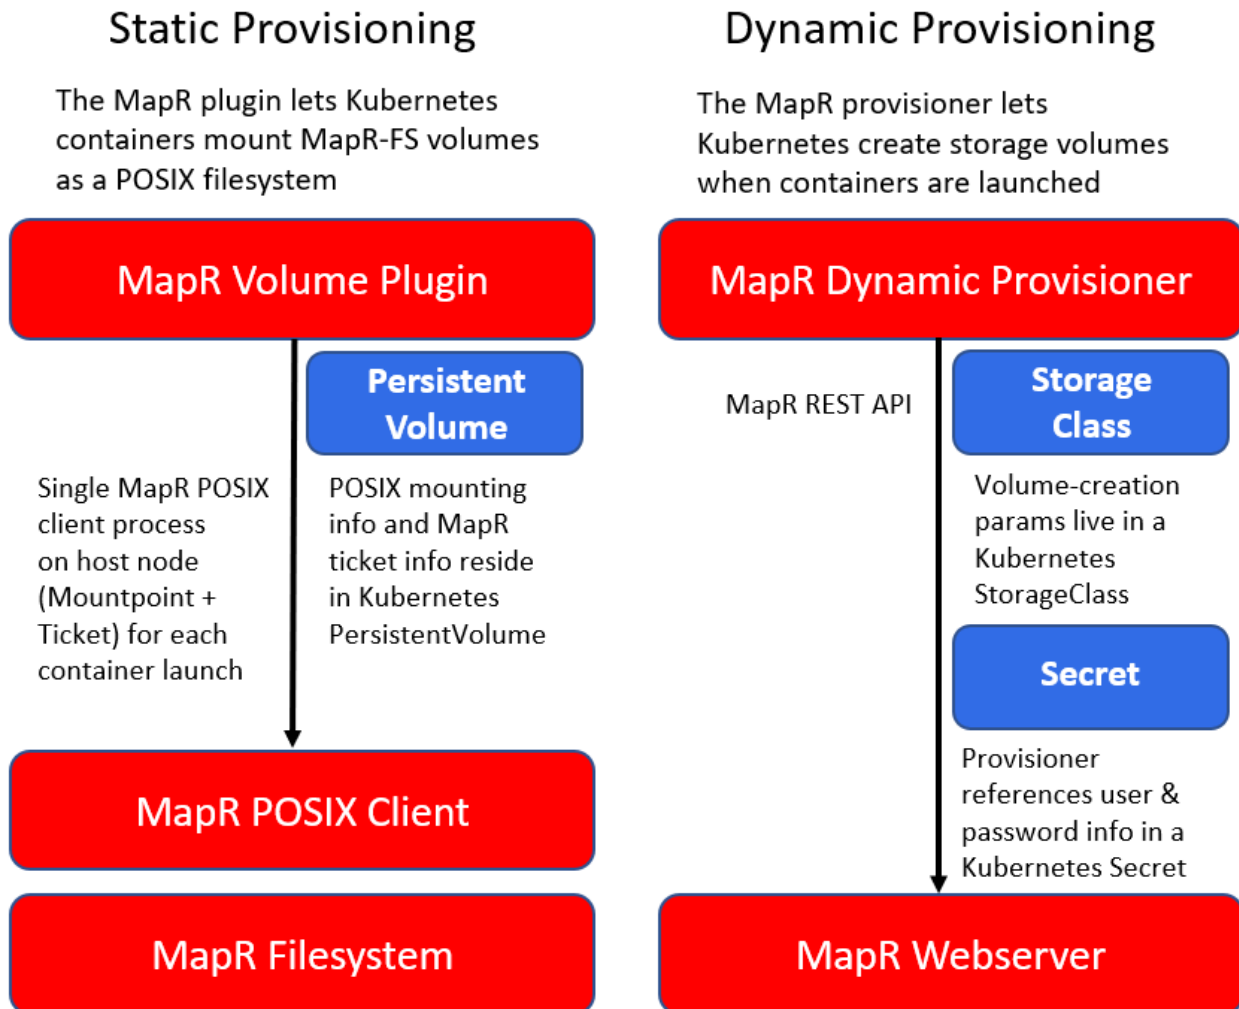 Static Provisioning
The MapR plugin lets Kubernetes
containers mount MapR-FS volumes
as a POSIX filesystem
MapR Volume Plugin
Persistent
Volume
Single MapR POSIX
client process
on host node
(Mountpoint +
Ticket) for each
container launch
POSIX mounting
info and MapR
ticket info reside
in Kubernetes
PersistentVolume
MapR POSIX Client
MapR Filesystem
Dynamic Provisioning
The MapR provisioner lets
Kubernetes create storage volumes
when containers are launched
MapR Dynamic Provisioner
MapR REST API
Storage
Class
Volume-creation
params live in a
Kubernetes
StorageClass
Secret
Provisioner
references user &
password info in a
Kubernetes Secret
MapR Webserver